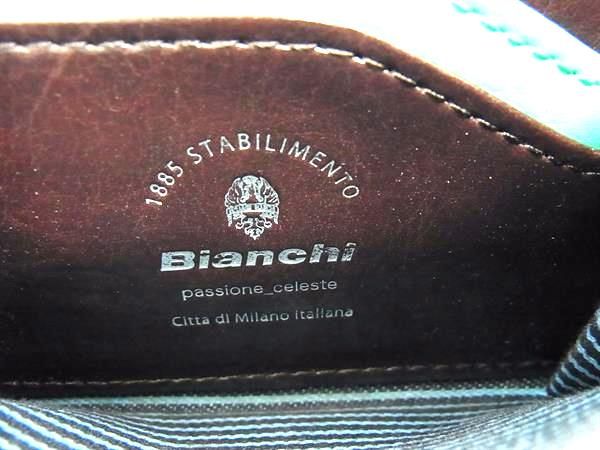 1885.STABILIMENTO
Bianchi
passione_celeste
Citta di Milano italiana